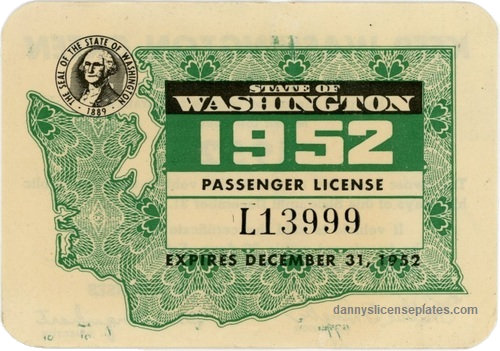 THE SEAL OF THE STATE OF WASHINGTON
1889
STATE OF
WASHINGTON
1952
PASSENGER LICENSE
L13999
EXPIRES DECEMBER 31, 1952
dannyslicenseplates.com